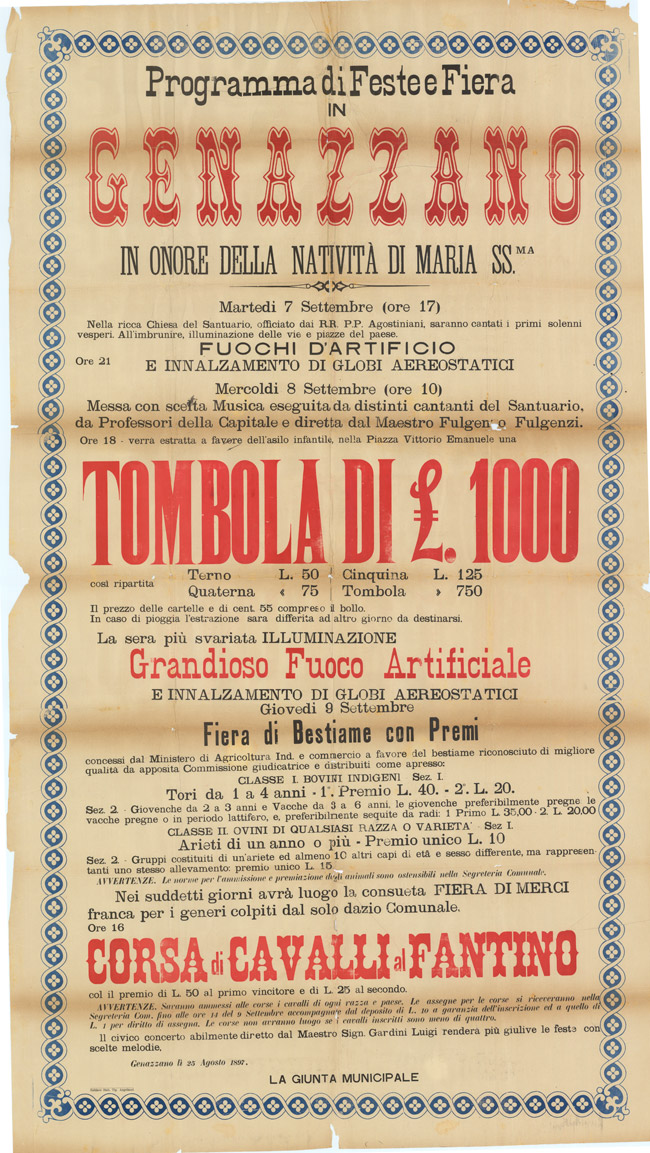 Programma di Feste e Fiera
IN
GENAZZANO
IN ONORE DELLA NATIVITÀ DI MARIA SS.MA
Martedi 7 Settembre (ore 17)
Nella ricca Chiesa del Santuario, officiato dai R.R. P.P. Agostiniani, saranno cantati i primi solenni
vesperi. All'imbrunire, illuminazione delle vie e piazze del paese.
FUOCHI D'ARTIFICIO
Ore 21
E INNALZAMENTO DI GLOBI AEREOSTATICI
Mercoldi 8 Settembre (ore 10)
Messa con scelta Musica eseguita da distinti cantanti del Santuario,
da Professori della Capitale e diretta dal Maestro Fulgenzo Fulgenzi.
Ore 18 - verrà estratta a favere dell'asilo infantile, nella Piazza Vittorio Emanuele una
TOMBOLA DI £. 1000
così ripartita
Terno L. 50 Cinquina L. 125
Quaterna « 75 Tombola » 750
Il prezzo delle cartelle e di cent. 55 compreso il bollo.
In caso di pioggia l'estrazione sara differita ad altro giorno da destinarsi.
La sera più svariata ILLUMINAZIONE
Grandioso Fuoco Artificiale
E INNALZAMENTO DI GLOBI AEREOSTATICI
Giovedi 9 Settembre
Fiera di Bestiame con Premi
concessi dal Ministero di Agricoltura Ind. e commercio a favore del bestiame riconosciuto di migliore
qualità da apposita Commissione giudicatrice e distribuiti come apresso:
CLASSE I. BOVINI INDIGENI Sez. I.
Tori da 1 a 4 anni - 1°. Premio L. 40. - 2°. L. 20.
Sez. 2. - Giovenche da 2 a 3 anni e Vacche da 3 a 6 anni, le giovenche preferibilmente pregne le
vacche pregne o in periodo lattifero, e, preferibilmente sequite da radi: 1 Primo L. 35,00 - 2. L. 20.00
CLASSE II. OVINI DI QUALSIASI RAZZA O VARIETA' - Sez I.
Arieti di un anno o più - Premio unico L. 10
Sez. 2. - Gruppi costituiti di un'ariete ed almeno 10 altri capi di età e sesso differente, ma rappresen-
tanti uno stesso allevamento: premio unico L. 15
AVVERTENZE. Le norme per l'ammissione e premiazione degli animali sono ostensibili nella Segreteria Comunale.
Nei suddetti giorni avrà luogo la consueta FIERA DI MERCI
franca per i generi colpiti dal solo dazio Comunale.
Ore 16
CORSA di CAVALLI al FANTINO
col il premio di L. 50 al primo vincitore e di L. 25 al secondo.
AVVERTENZE. Saranno ammessi alle corse i cavalli di ogni razza e paese. Le assegne per le corse si riceveranno nella
Segreteria Com. fino alle ore 14 del 9 Settembre accompagnate dal deposito di L. 10 a garanzia dell'inscrizione ed a quello di
L. 1 per diritto di assegna. Le corse non avranno luogo se i cavalli inscritti sono meno di quattro.
Il civico concerto abilmente diretto dal Maestro Sign. Gardini Luigi renderà più giulive le feste con
scelte melodie.
Genazzano lì 25 Agosto 1897.
LA GIUNTA MUNICIPALE